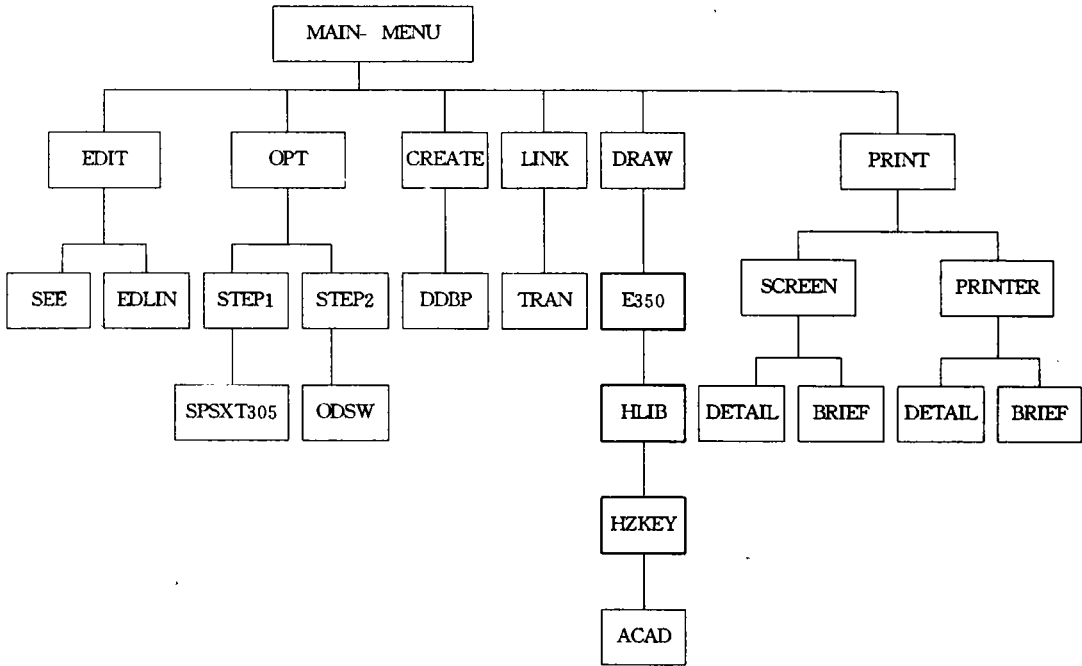 MAIN- MENU
EDIT
OPT
CREATE
LINK
DRAW
PRINT
SEE
EDLIN
STEP1
STEP2
DDBP
TRAN
E350
SCREEN
PRINTER
SPSXT305
ODSW
HLIB
DETAIL
BRIEF
DETAIL
BRIEF
HZKEY
ACAD